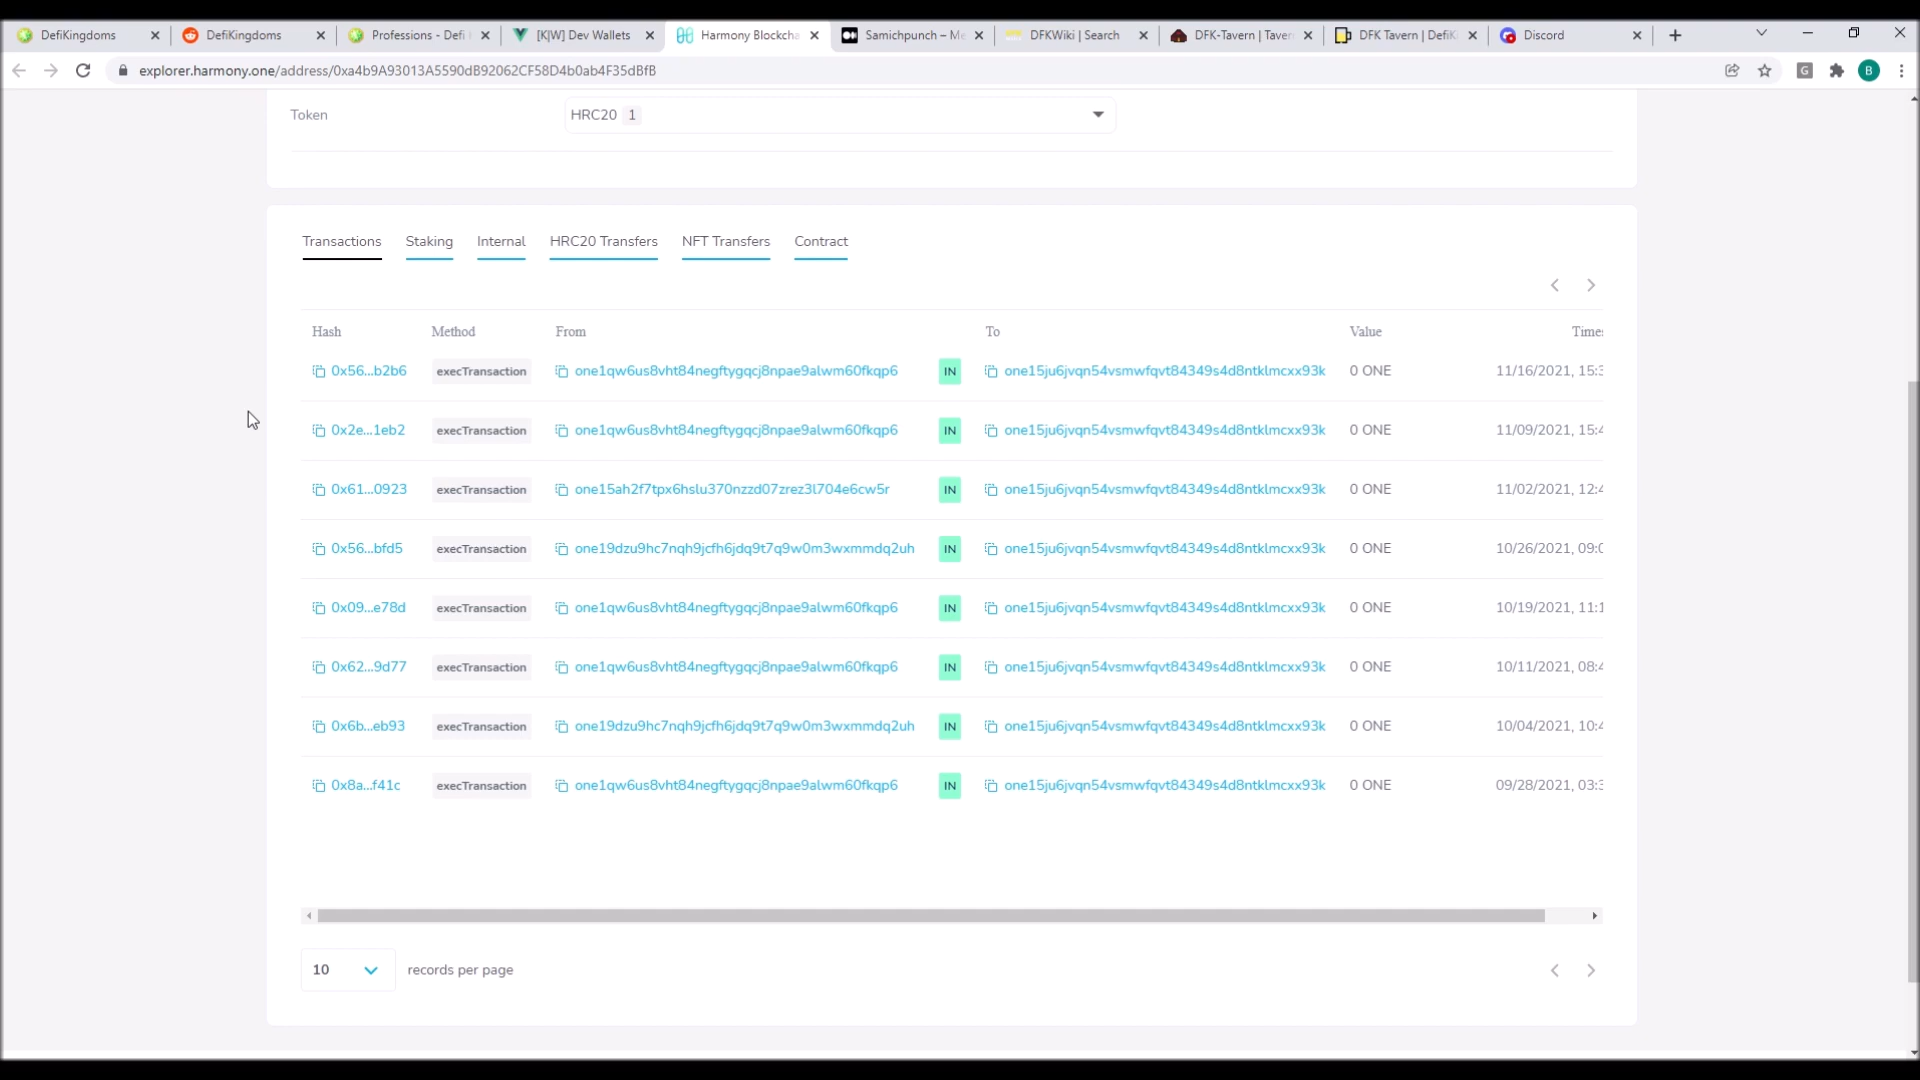 DefiKingdoms
DefiKingdoms
Professions - Defi
[K|W] Dev Wallets
Harmony Blockcha
Samichpunch – Me
DFKWiki | Search
DFK-Tavern | Tavern
DFK Tavern | DefiKi
Discord
explorer.harmony.one/address/0xa4b9A93013A5590dB92062CF58D4b0ab4F35dBfB
G
B
Token HRC20 1
Transactions Staking Internal HRC20 Transfers NFT Transfers Contract
Hash Method From To Value Times
0x56...b2b6 execTransaction one1qw6us8vht84negftygqcj8npae9alwm60fkqp6 IN one15ju6jvqn54vsmwfqvt84349s4d8ntklmcxx93k 0 ONE 11/16/2021, 15:3
0x2e...1eb2 execTransaction one1qw6us8vht84negftygqcj8npae9alwm60fkqp6 IN one15ju6jvqn54vsmwfqvt84349s4d8ntklmcxx93k 0 ONE 11/09/2021, 15:4
0x61...0923 execTransaction one15ah2f7tpx6hslu370nzzd07zrez3l704e6cw5r IN one15ju6jvqn54vsmwfqvt84349s4d8ntklmcxx93k 0 ONE 11/02/2021, 12:4
0x56...bfd5 execTransaction one19dzu9hc7nqh9jcfh6jdq9t7q9w0m3wxmmdq2uh IN one15ju6jvqn54vsmwfqvt84349s4d8ntklmcxx93k 0 ONE 10/26/2021, 09:0
0x09...e78d execTransaction one1qw6us8vht84negftygqcj8npae9alwm60fkqp6 IN one15ju6jvqn54vsmwfqvt84349s4d8ntklmcxx93k 0 ONE 10/19/2021, 11:1
0x62...9d77 execTransaction one1qw6us8vht84negftygqcj8npae9alwm60fkqp6 IN one15ju6jvqn54vsmwfqvt84349s4d8ntklmcxx93k 0 ONE 10/11/2021, 08:4
0x6b...eb93 execTransaction one19dzu9hc7nqh9jcfh6jdq9t7q9w0m3wxmmdq2uh IN one15ju6jvqn54vsmwfqvt84349s4d8ntklmcxx93k 0 ONE 10/04/2021, 10:4
0x8a...f41c execTransaction one1qw6us8vht84negftygqcj8npae9alwm60fkqp6 IN one15ju6jvqn54vsmwfqvt84349s4d8ntklmcxx93k 0 ONE 09/28/2021, 03:3
10 records per page